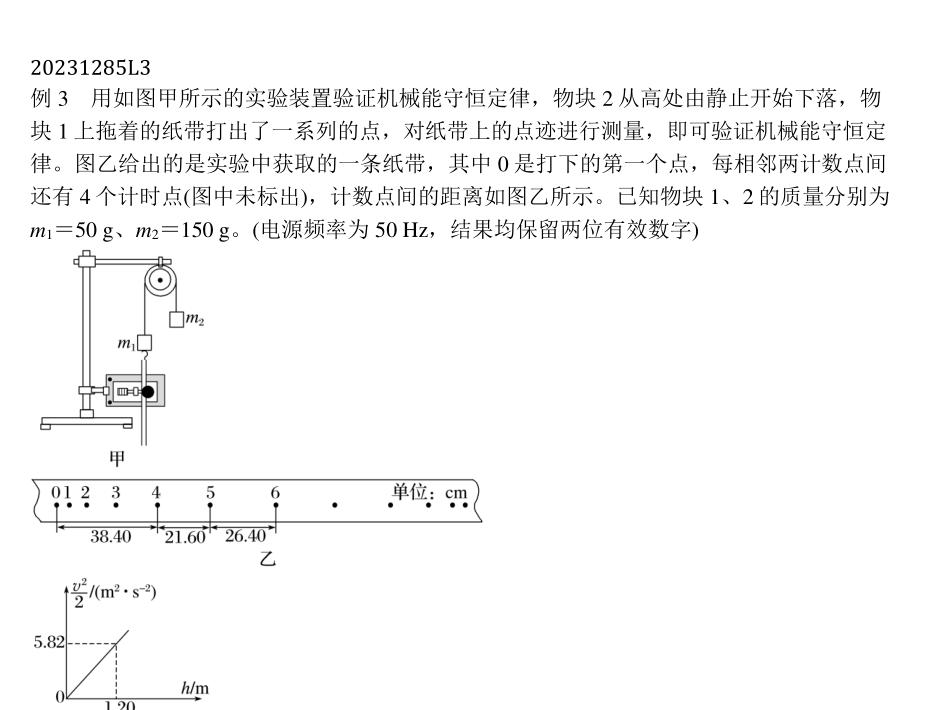 20231285L3
例 3 用如图甲所示的实验装置验证机械能守恒定律，物块 2 从高处由静止开始下落，物
块 1 上拖着的纸带打出了一系列的点，对纸带上的点迹进行测量，即可验证机械能守恒定
律。图乙给出的是实验中获取的一条纸带，其中 0 是打下的第一个点，每相邻两计数点间
还有 4 个计时点(图中未标出)，计数点间的距离如图乙所示。已知物块 1、2 的质量分别为
m₁＝50 g、m₂＝150 g。(电源频率为 50 Hz，结果均保留两位有效数字)
m₂
m₁
甲
0 1 2 3 4 5 6 单位：cm
38.40 21.60 26.40
乙
v²/2/(m²·s⁻²)
5.82
0 h/m
1.20